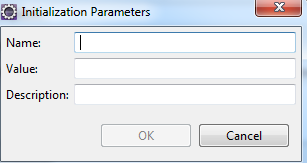 Initialization Parameters
Name:
Value:
Description:
OK Cancel